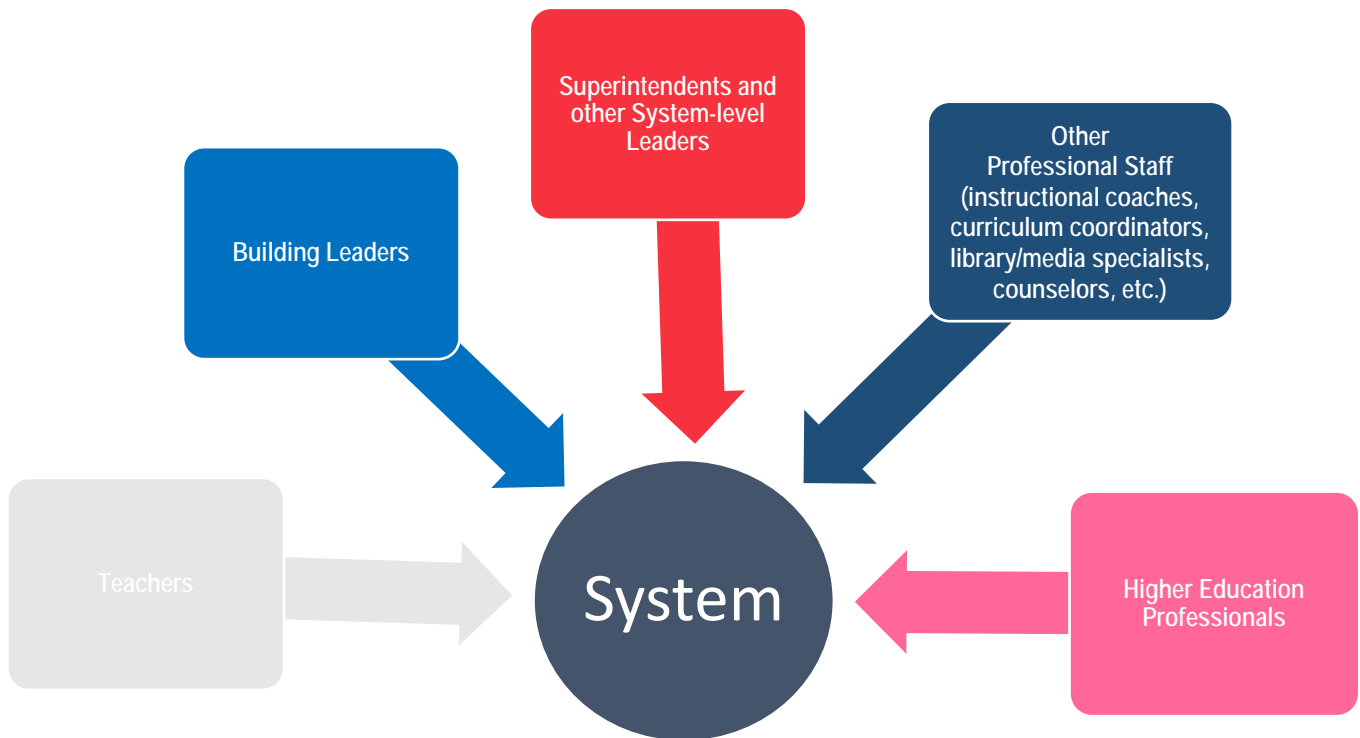 Superintendents and
other System-level
Leaders
Other
Professional Staff
(instructional coaches,
curriculum coordinators,
library/media specialists,
counselors, etc.)
Building Leaders
Teachers
System
Higher Education
Professionals